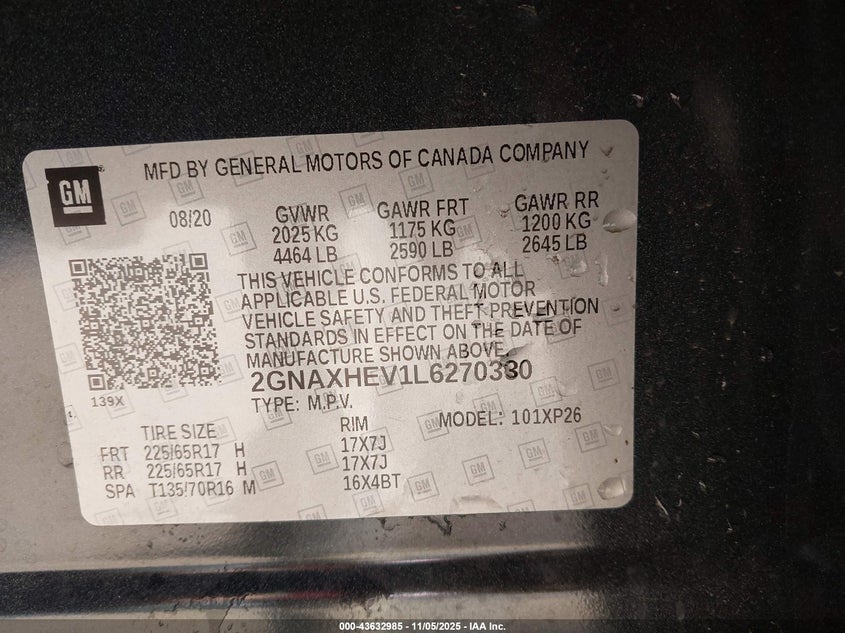 GM
MFD BY GENERAL MOTORS OF CANADA COMPANY
08/20 GVWR GAWR FRT GAWR RR
2025 KG 1175 KG 1200 KG
4464 LB 2590 LB 2645 LB
THIS VEHICLE CONFORMS TO ALL
APPLICABLE U.S. FEDERAL MOTOR
VEHICLE SAFETY AND THEFT PREVENTION
STANDARDS IN EFFECT ON THE DATE OF
MANUFACTURE SHOWN ABOVE.
2GNAXHEV1L6270330
139X
TYPE: M.P.V. MODEL: 101XP26
TIRE SIZE RIM
FRT 225/65R17 H 17X7J
RR 225/65R17 H 17X7J
SPA T135/70R16 M 16X4BT
000-43632985 - 11/05/2025 - IAA Inc.